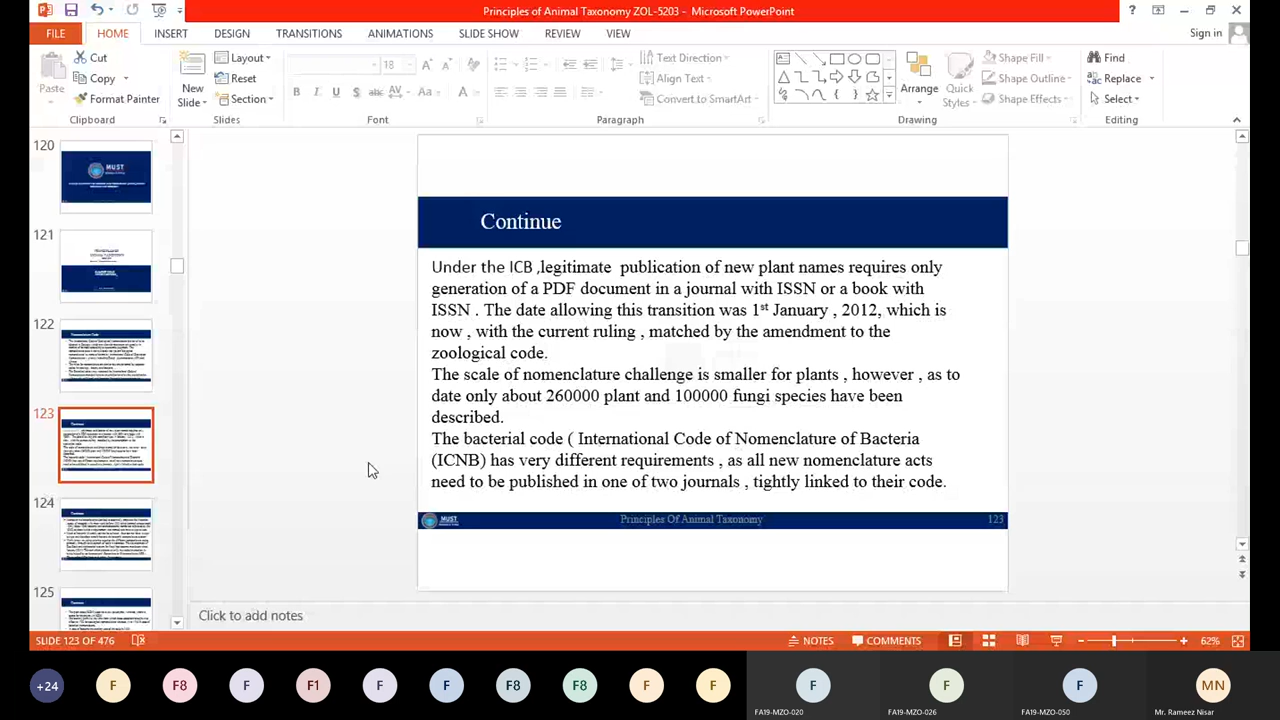 Principles of Animal Taxonomy ZOL-5203 - Microsoft PowerPoint
FILE HOME INSERT DESIGN TRANSITIONS ANIMATIONS SLIDE SHOW REVIEW VIEW Sign in
Paste
Cut
Copy
Format Painter
Clipboard
New Slide
Layout
Reset
Section
Slides
18
Font
Text Direction
Align Text
Convert to SmartArt
Paragraph
Arrange
Quick Styles
Shape Fill
Shape Outline
Shape Effects
Drawing
Find
Replace
Select
Editing
120
MUST
121
122
123
124
125
Continue
Under the ICB ,legitimate publication of new plant names requires only
generation of a PDF document in a journal with ISSN or a book with
ISSN . The date allowing this transition was 1st January , 2012, which is
now , with the current ruling , matched by the amendment to the
zoological code.
The scale of nomenclature challenge is smaller for plants , however , as to
date only about 260000 plant and 100000 fungi species have been
described.
The bacterial code ( International Code of Nomenclature of Bacteria
(ICNB) has very different requirements , as all new nomenclature acts
need to be published in one of two journals , tightly linked to their code.
MUST Principles Of Animal Taxonomy 123
Click to add notes
SLIDE 123 OF 476 NOTES COMMENTS 62%
+24 F F8 F F1 F F F8 F8 F F F F F MN
FA19-MZO-020 FA19-MZO-026 FA19-MZO-050 Mr. Rameez Nisar